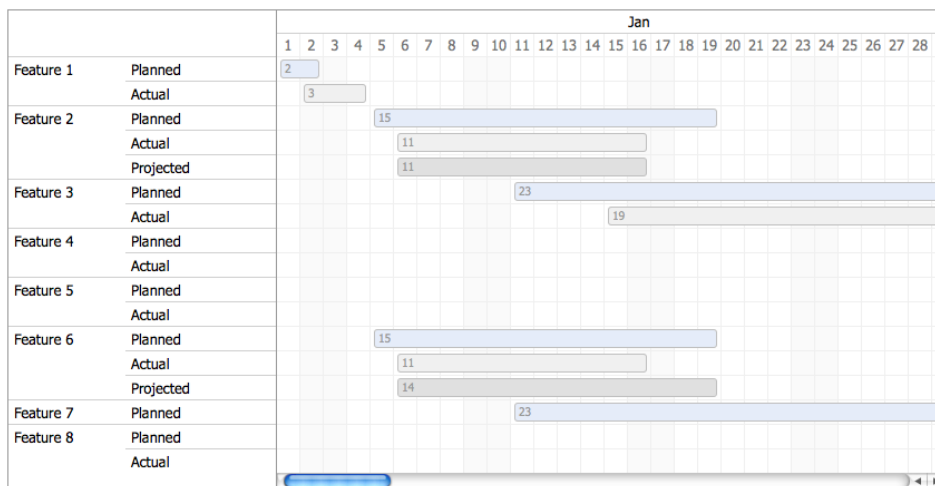 Jan
1 2 3 4 5 6 7 8 9 10 11 12 13 14 15 16 17 18 19 20 21 22 23 24 25 26 27 28
Feature 1 Planned 2
Actual 3
Feature 2 Planned 15
Actual 11
Projected 11
Feature 3 Planned 23
Actual 19
Feature 4 Planned
Actual
Feature 5 Planned
Actual
Feature 6 Planned 15
Actual 11
Projected 14
Feature 7 Planned 23
Feature 8 Planned
Actual